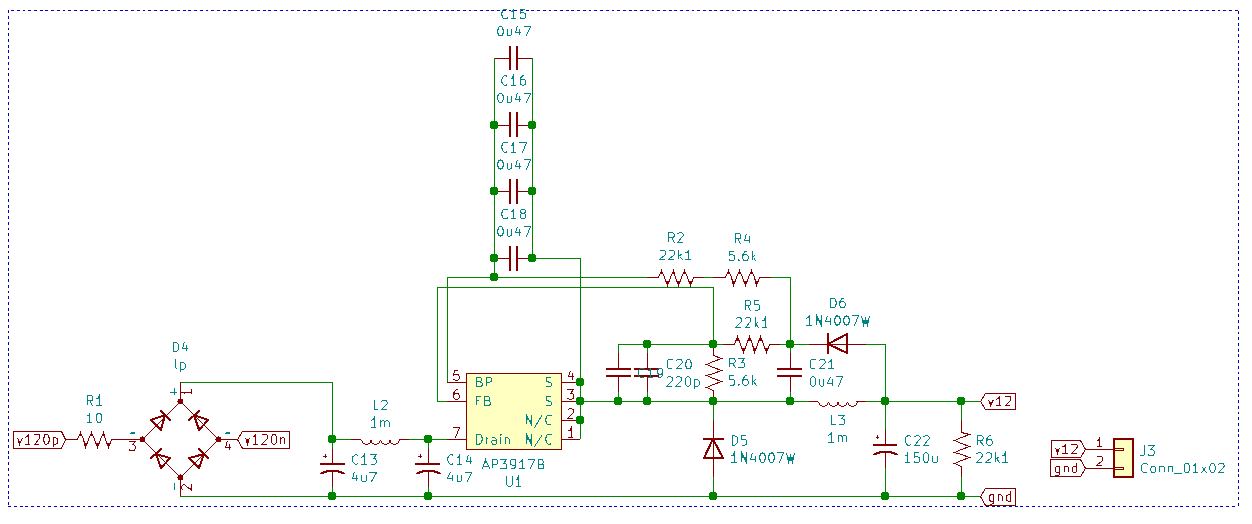 C15
0u47
C16
0u47
C17
0u47
C18
0u47
R2
22k1
R4
5.6k
R5
22k1
D6
1N4007W
D4
lp
+
1
-
3
-
4
-
2
R1
10
v120p
v120n
L2
1m
+
C13
4u7
+
C14
4u7
5
BP
S
4
6
FB
S
3
N/C
2
7
Drain
N/C
1
AP3917B
U1
C19
C20
220p
R3
5.6k
C21
0u47
L3
1m
D5
1N4007W
+
C22
150u
R6
22k1
v12
gnd
v12
1
gnd
2
J3
Conn_01x02